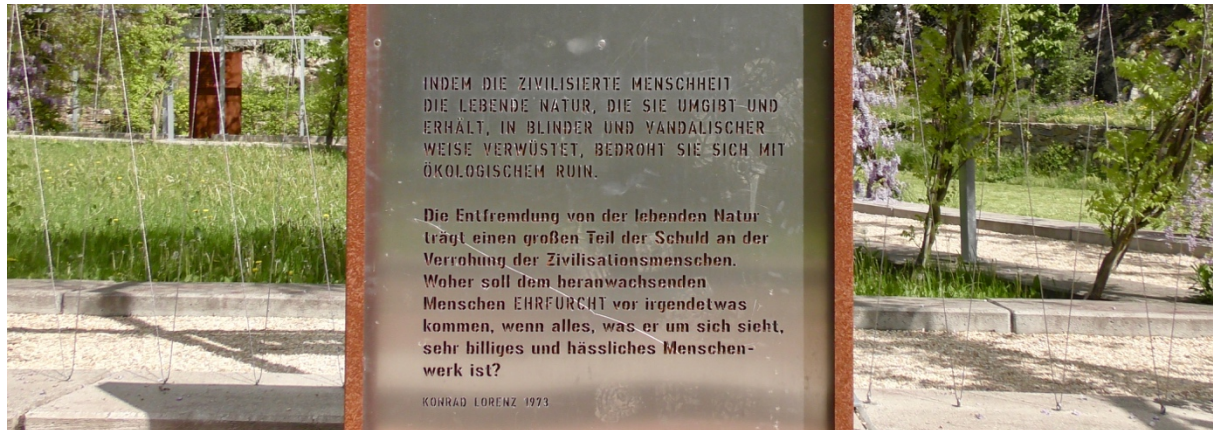 INDEM DIE ZIVILISIERTE MENSCHHEIT
DIE LEBENDE NATUR, DIE SIE UMGIBT UND
ERHÄLT, IN BLINDER UND VANDALISCHER
WEISE VERWÜSTET, BEDROHT SIE SICH MIT
ÖKOLOGISCHEM RUIN.
Die Entfremdung von der lebenden Natur
trägt einen großen Teil der Schuld an der
Verrohung der Zivilisationsmenschen.
Woher soll dem heranwachsenden
Menschen EHRFURCHT vor irgendetwas
kommen, wenn alles, was er um sich sieht,
sehr billiges und hässliches Menschen-
werk ist?
KONRAD LORENZ 1973